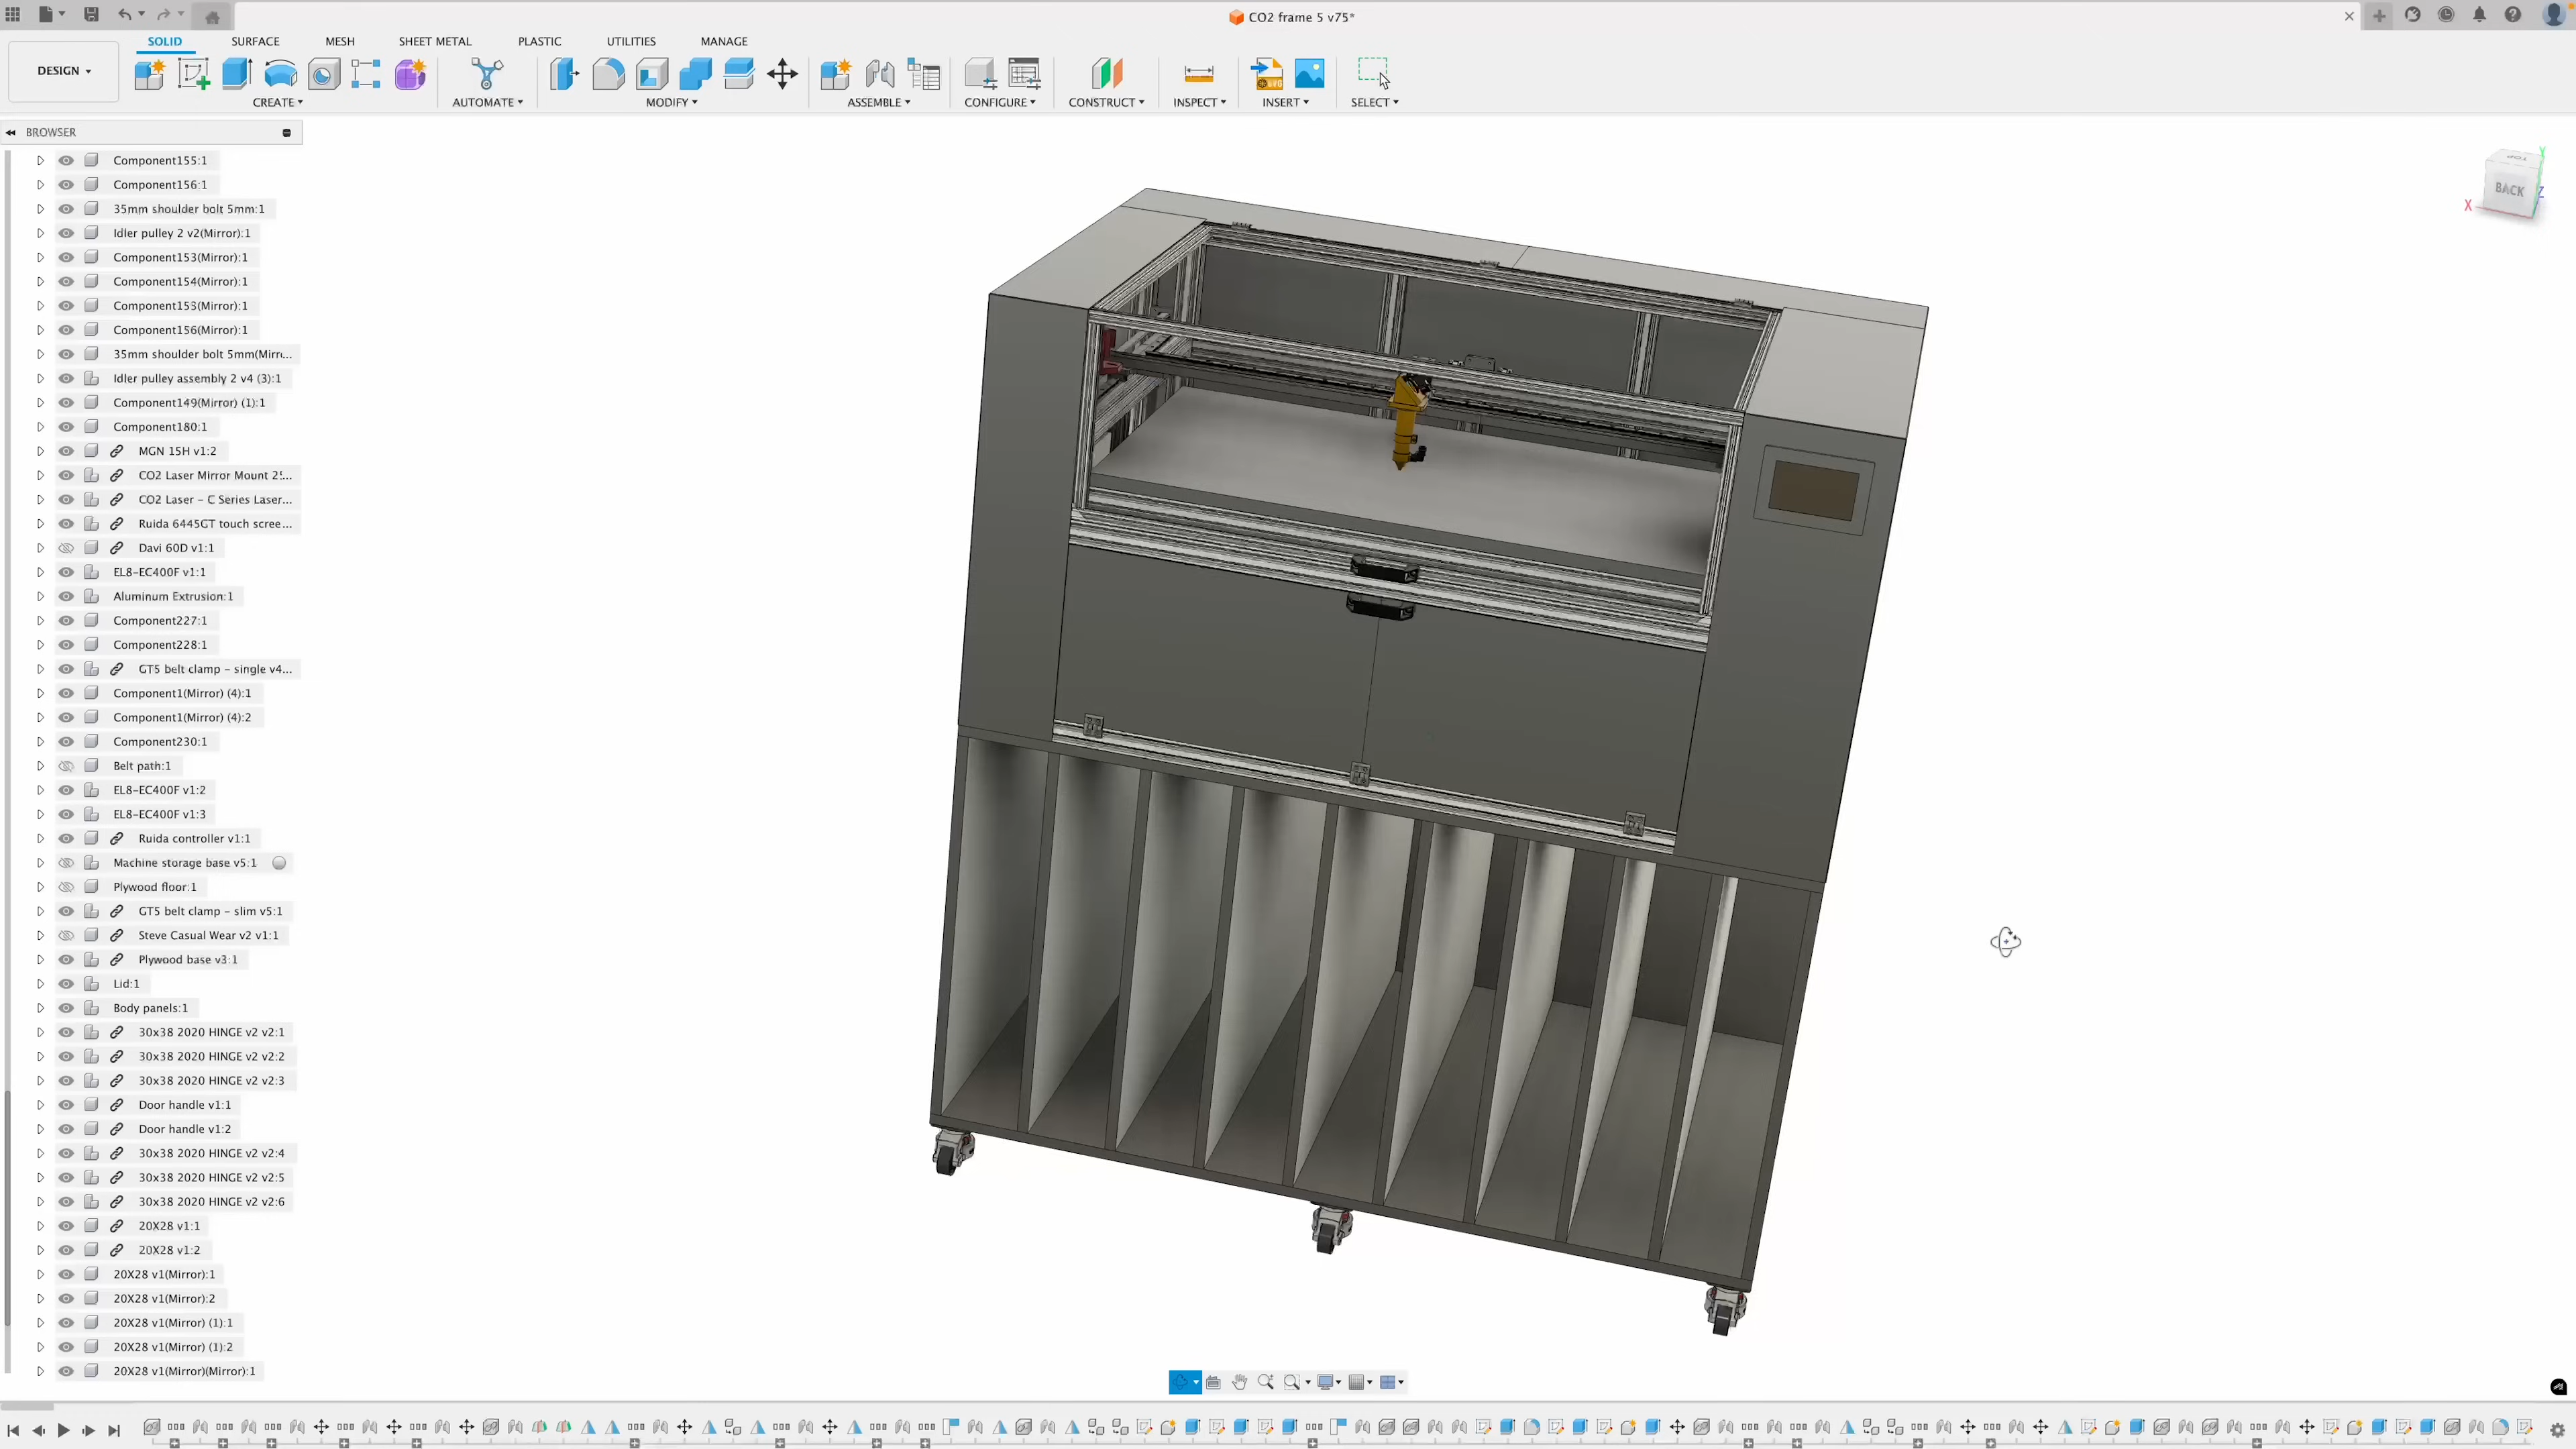 CO2 frame 5 v75*
SOLID SURFACE MESH SHEET METAL PLASTIC UTILITIES MANAGE
DESIGN
CREATE AUTOMATE MODIFY ASSEMBLE CONFIGURE CONSTRUCT INSPECT INSERT SELECT
BROWSER
Component155:1
Component156:1
35mm shoulder bolt 5mm:1
Idler pulley 2 v2(Mirror):1
Component153(Mirror):1
Component154(Mirror):1
Component155(Mirror):1
Component156(Mirror):1
35mm shoulder bolt 5mm(Mirr...
Idler pulley assembly 2 v4 (3):1
Component149(Mirror) (1):1
Component180:1
MGN 15H v1:2
CO2 Laser Mirror Mount 25...
CO2 Laser - C Series Laser...
Ruida 6445GT touch scree...
Davi 60D v1:1
EL8-EC400F v1:1
Aluminum Extrusion:1
Component227:1
Component228:1
GT5 belt clamp - single v4...
Component1(Mirror) (4):1
Component1(Mirror) (4):2
Component230:1
Belt path:1
EL8-EC400F v1:2
EL8-EC400F v1:3
Ruida controller v1:1
Machine storage base v5:1
Plywood floor:1
GT5 belt clamp - slim v5:1
Steve Casual Wear v2 v1:1
Plywood base v3:1
Lid:1
Body panels:1
30x38 2020 HINGE v2 v2:1
30x38 2020 HINGE v2 v2:2
30x38 2020 HINGE v2 v2:3
Door handle v1:1
Door handle v1:2
30x38 2020 HINGE v2 v2:4
30x38 2020 HINGE v2 v2:5
30x38 2020 HINGE v2 v2:6
20X28 v1:1
20X28 v1:2
20X28 v1(Mirror):1
20X28 v1(Mirror):2
20X28 v1(Mirror) (1):1
20X28 v1(Mirror) (1):2
20X28 v1(Mirror)(Mirror):1
TOP
BACK
X
Y
Z